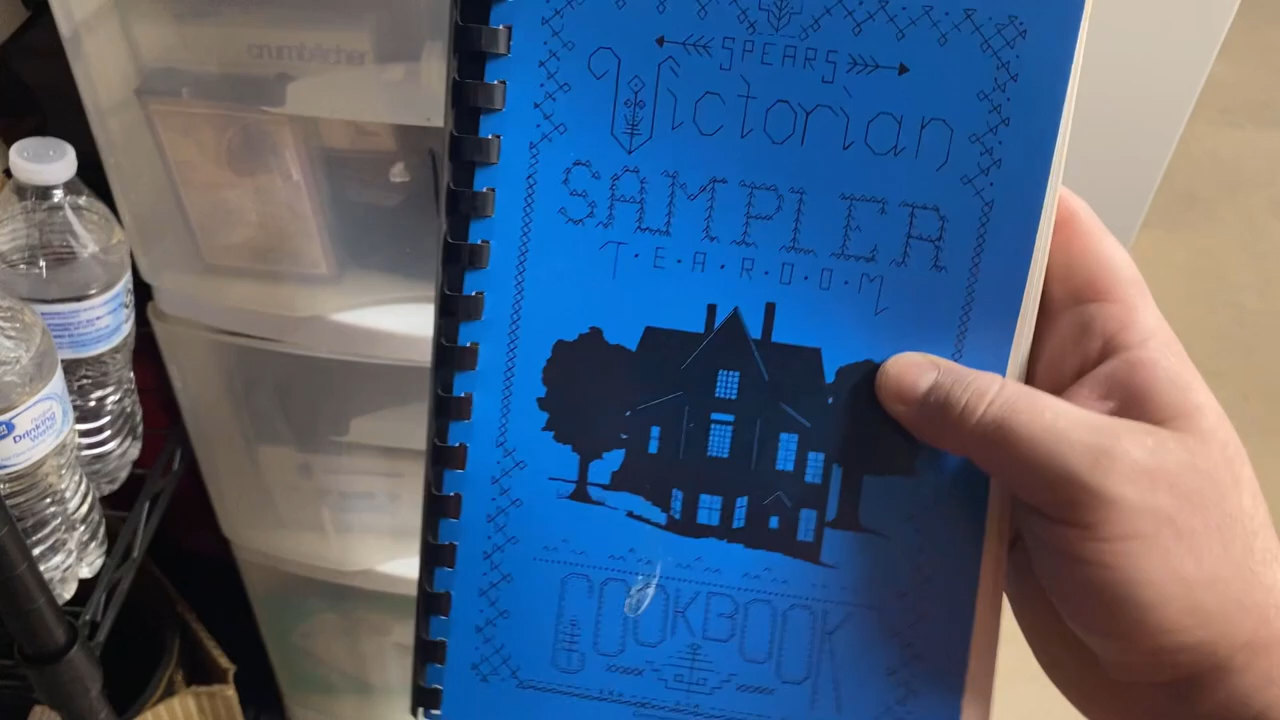 SPEARS
Victorian
SAMPLER
T·E·A·R·O·O·M
COOKBOOK
Drinking
Water